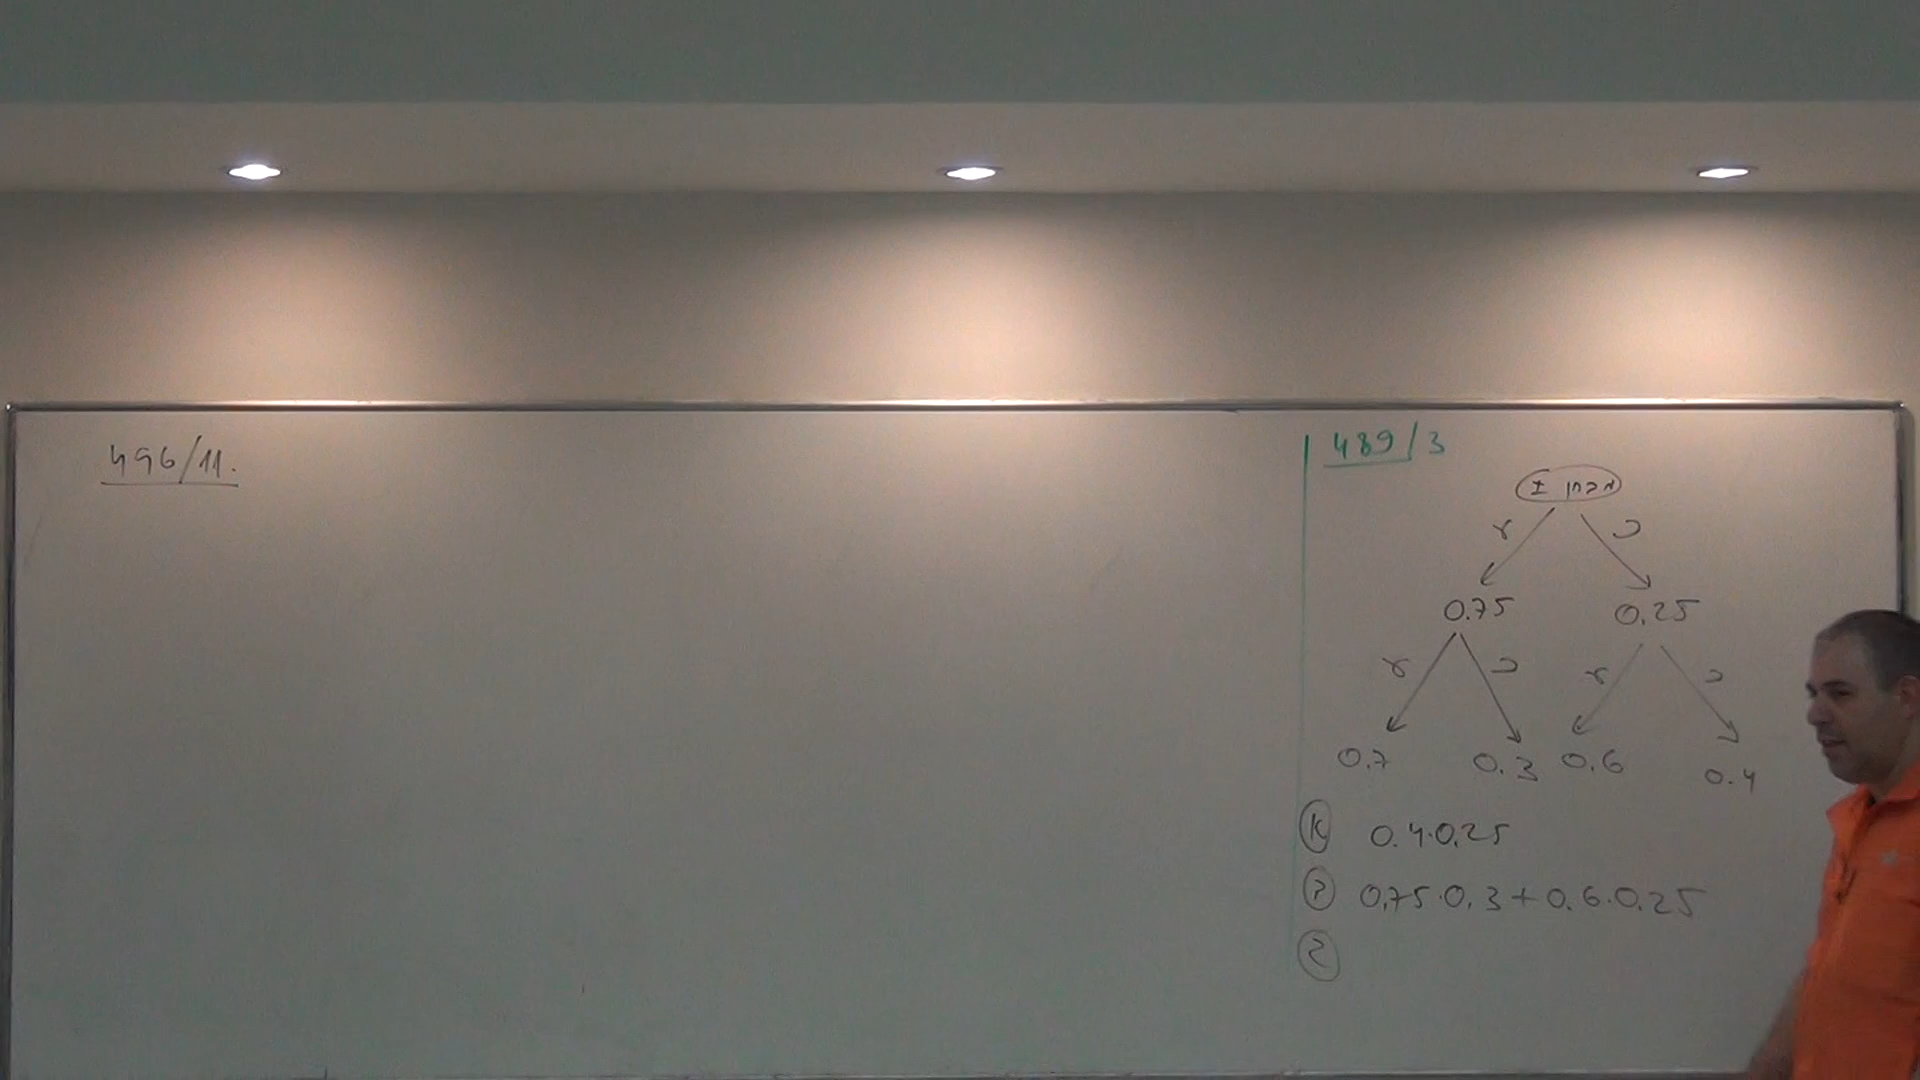 496/11.
489/3
מבחן I
ע נ
0.75 0.25
ע נ ע נ
0.7 0.3 0.6 0.4
א 0.4·0.25
ב 0.75·0.3+0.6·0.25
ג